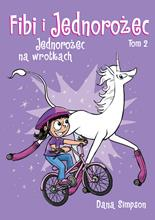 Fibi i Jednorożec
Jednorożec
na wrotkach
Tom 2
Dana Simpson